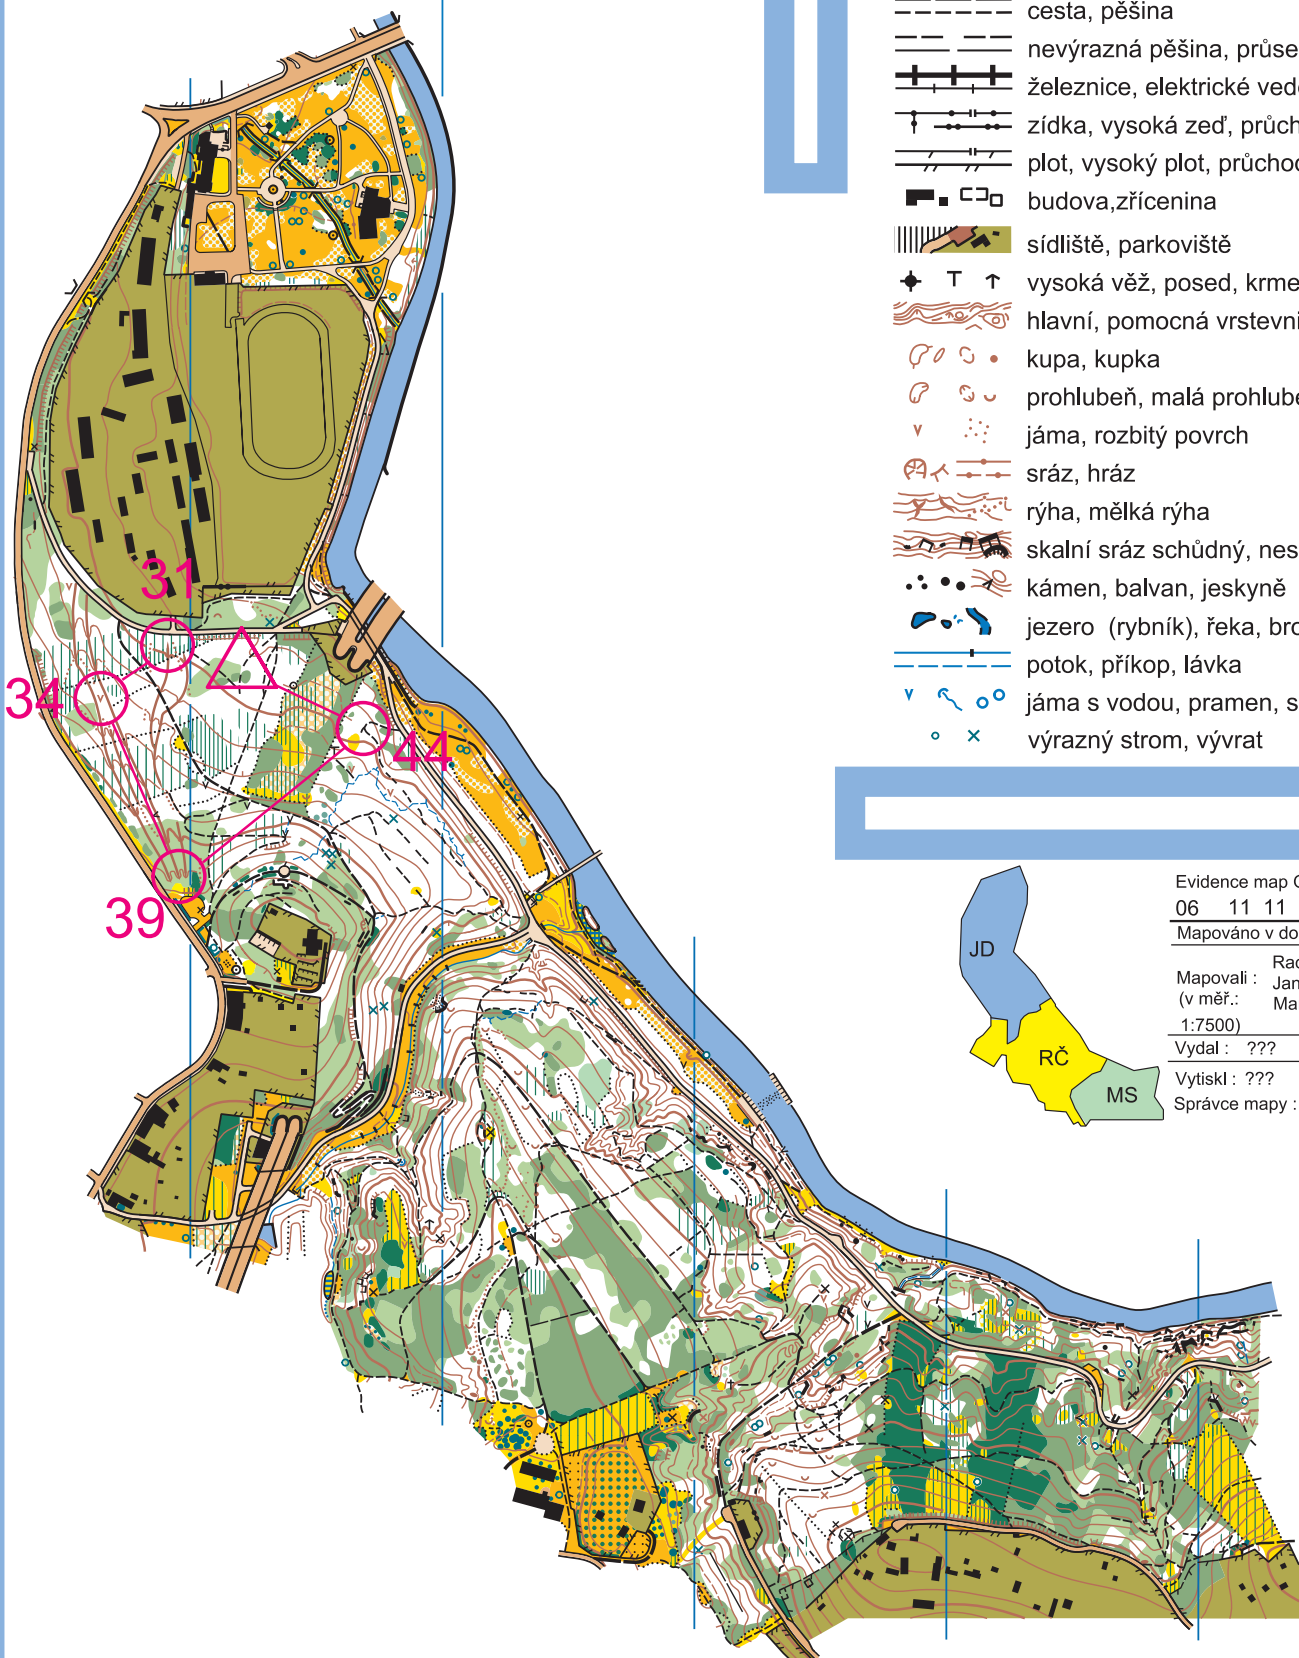 cesta, pěšina
nevýrazná pěšina, průse
železnice, elektrické ved
zídka, vysoká zeď, průch
plot, vysoký plot, průchod
budova,zřícenina
sídliště, parkoviště
vysoká věž, posed, krme
hlavní, pomocná vrstevni
kupa, kupka
prohlubeň, malá prohlube
jáma, rozbitý povrch
sráz, hráz
rýha, mělká rýha
skalní sráz schůdný, nes
kámen, balvan, jeskyně
jezero (rybník), řeka, bro
potok, příkop, lávka
jáma s vodou, pramen, s
výrazný strom, vývrat
31
34
44
39
JD
RČ
MS
Evidence map
06 11 11
Mapováno v do
Mapovali : Rad
(v měř.: Jan
1:7500) Ma
Vydal : ???
Vytiskl : ???
Správce mapy :